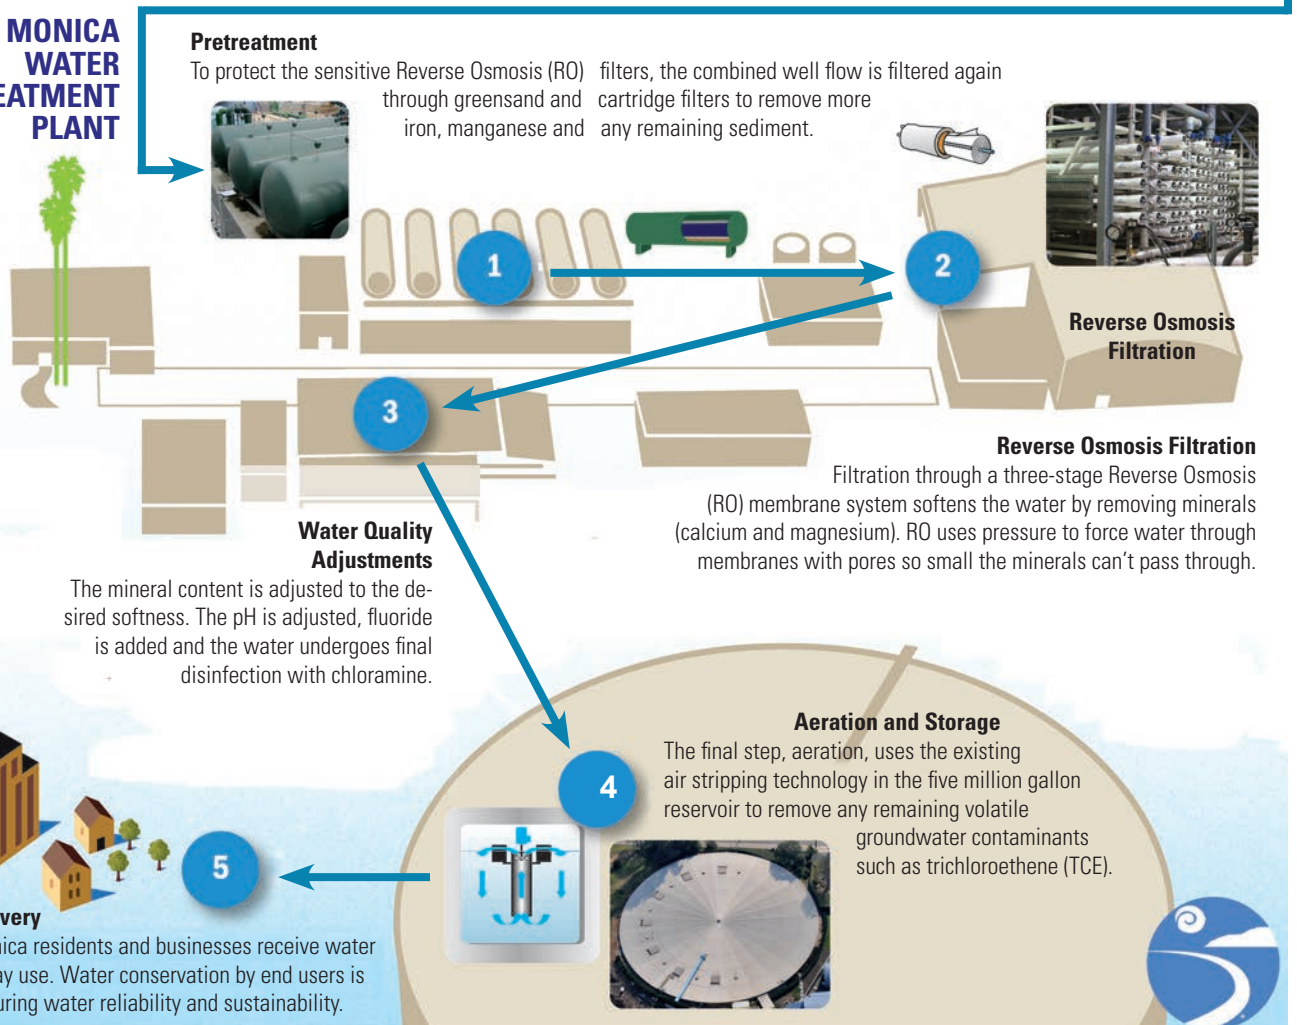 MONICA
WATER
EATMENT
PLANT
Pretreatment
To protect the sensitive Reverse Osmosis (RO) filters, the combined well flow is filtered again
through greensand and cartridge filters to remove more
iron, manganese and any remaining sediment.
1
2
Reverse Osmosis
Filtration
3
Reverse Osmosis Filtration
Filtration through a three-stage Reverse Osmosis
(RO) membrane system softens the water by removing minerals
(calcium and magnesium). RO uses pressure to force water through
membranes with pores so small the minerals can't pass through.
Water Quality
Adjustments
The mineral content is adjusted to the de-
sired softness. The pH is adjusted, fluoride
is added and the water undergoes final
disinfection with chloramine.
Aeration and Storage
The final step, aeration, uses the existing
air stripping technology in the five million gallon
reservoir to remove any remaining volatile
groundwater contaminants
such as trichloroethene (TCE).
4
5
very
nica residents and businesses receive water
ay use. Water conservation by end users is
uring water reliability and sustainability.